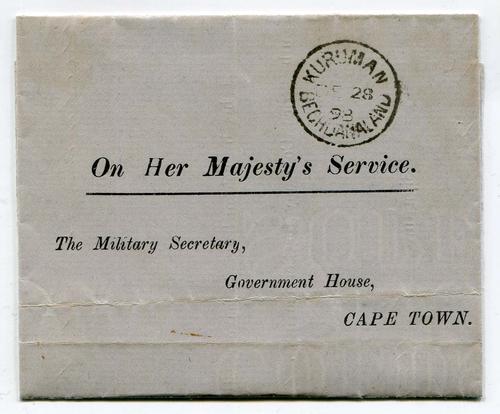 KURUMAN
28
98
BECHUANALAND
On Her Majesty's Service.
The Military Secretary,
Government House,
CAPE TOWN.